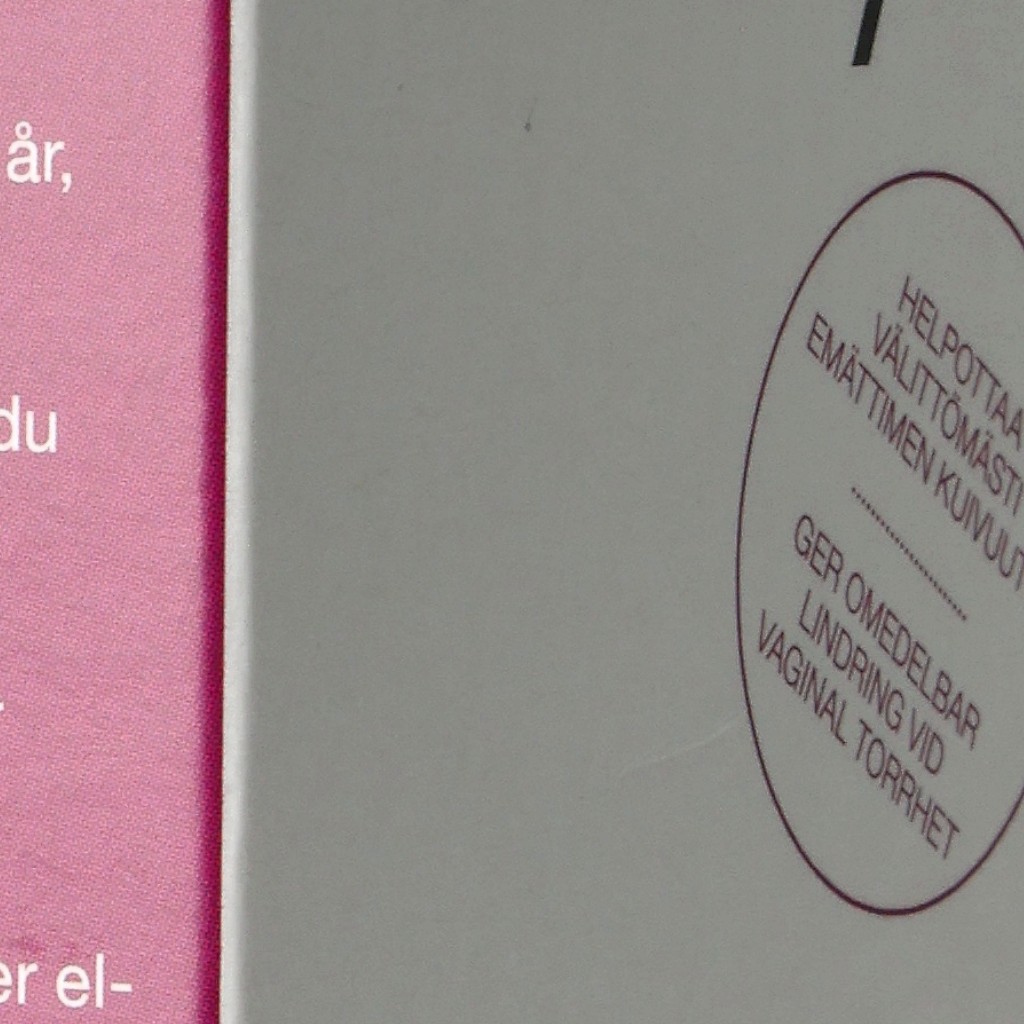 år,
du
er el-
HELPOTTAA
VÄLITTÖMÄSTI
EMÄTTIMEN KUIVUUT
GER OMEDELBAR
LINDRING VID
VAGINAL TORRHET